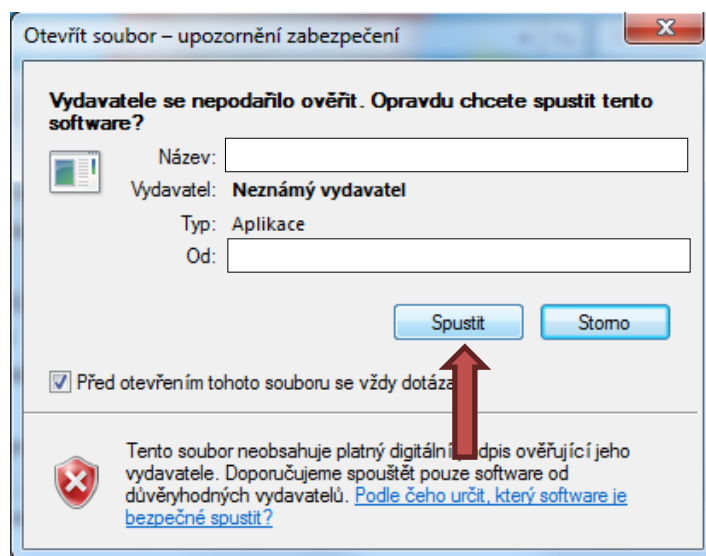 Otevřít soubor – upozornění zabezpečení
Vydavatele se nepodařilo ověřit. Opravdu chcete spustit tento
software?
Název:
Vydavatel: Neznámý vydavatel
Typ: Aplikace
Od:
Spustit Storno
Před otevřením tohoto souboru se vždy
Tento soubor neobsahuje platný digitální podpis ověřující jeho
vydavatele. Doporučujeme spouštět pouze software od
důvěryhodných vydavatelů. Podle čeho určit, který software je
bezpečné spustit?